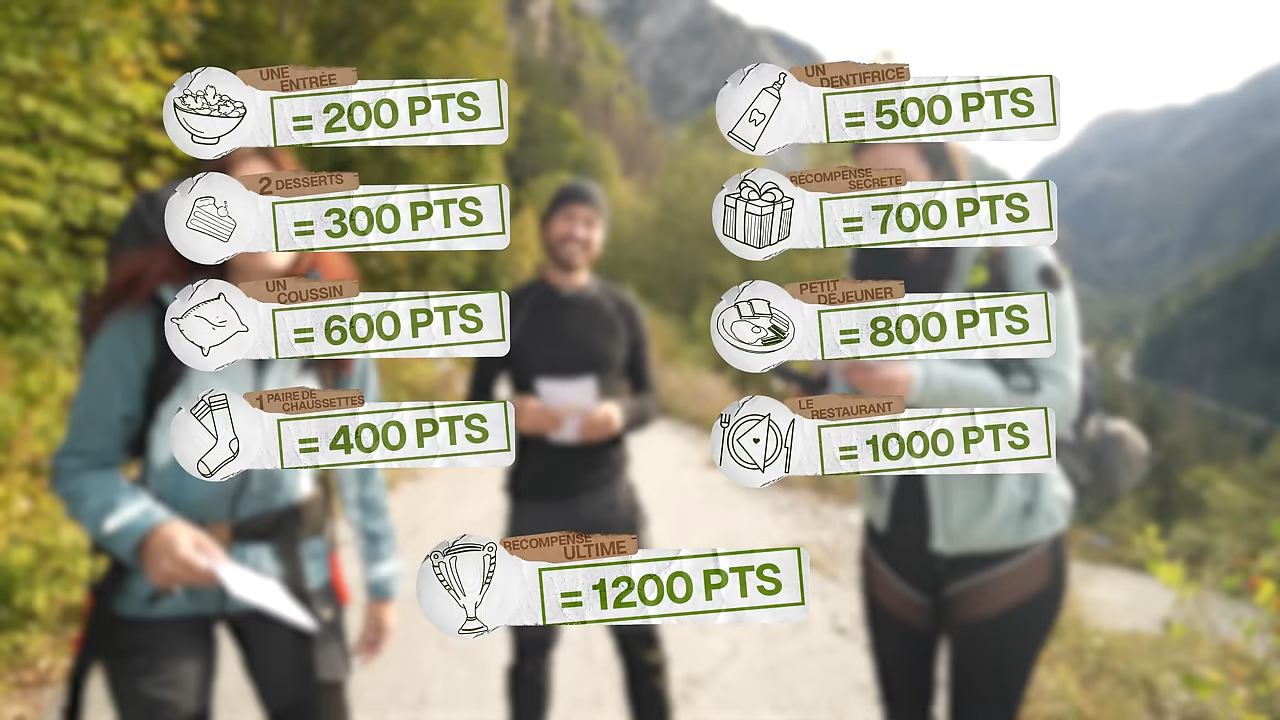 UNE
ENTRÉE
= 200 PTS
2 DESSERTS
= 300 PTS
UN
COUSSIN
= 600 PTS
1 PAIRE DE
CHAUSSETTES
= 400 PTS
UN
DENTIFRICE
= 500 PTS
RÉCOMPENSE
SECRETE
= 700 PTS
PETIT
DÉJEUNER
= 800 PTS
LE
RESTAURANT
= 1000 PTS
RÉCOMPENSE
ULTIME
= 1200 PTS